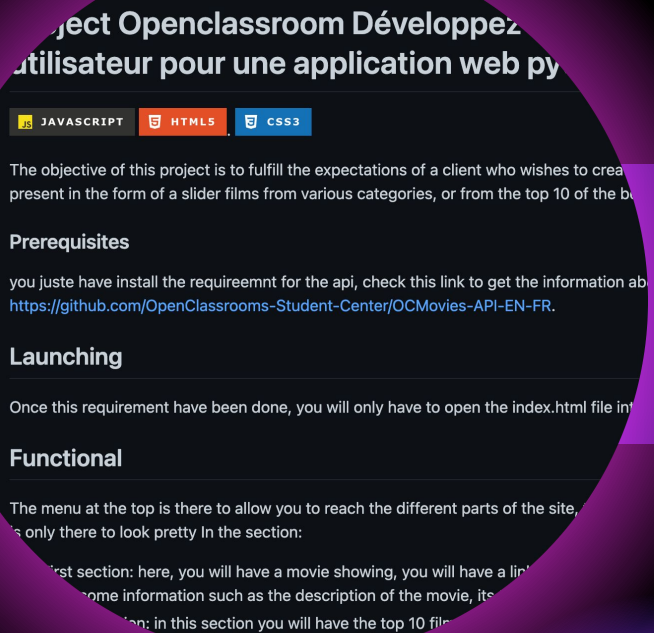 ject Openclassroom Développez
utilisateur pour une application web py
JS JAVASCRIPT 5 HTML5 . 3 CSS3
The objective of this project is to fulfill the expectations of a client who wishes to crea
present in the form of a slider films from various categories, or from the top 10 of the b
Prerequisites
you juste have install the requireemnt for the api, check this link to get the information ab
https://github.com/OpenClassrooms-Student-Center/OCMovies-API-EN-FR.
Launching
Once this requirement have been done, you will only have to open the index.html file int
Functional
The menu at the top is there to allow you to reach the different parts of the site,
s only there to look pretty In the section:
rst section: here, you will have a movie showing, you will have a lin
ome information such as the description of the movie, its
on: in this section you will have the top 10 film